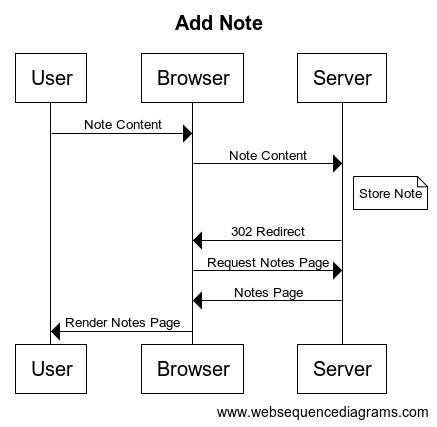 Add Note
User Browser Server
Note Content
Note Content
Store Note
302 Redirect
Request Notes Page
Notes Page
Render Notes Page
User Browser Server
www.websequencediagrams.com